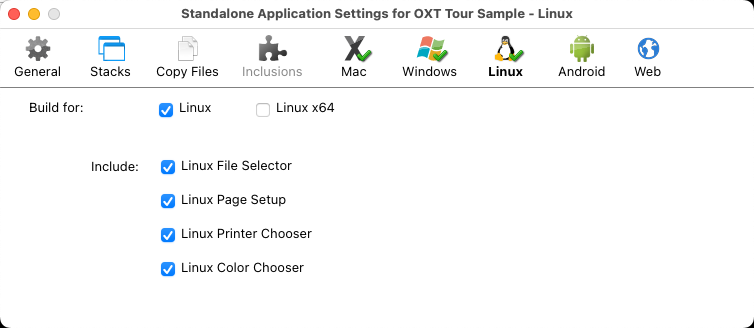 Standalone Application Settings for OXT Tour Sample - Linux
General Stacks Copy Files Inclusions Mac Windows Linux Android Web
Build for: Linux Linux x64
Include: Linux File Selector
Linux Page Setup
Linux Printer Chooser
Linux Color Chooser